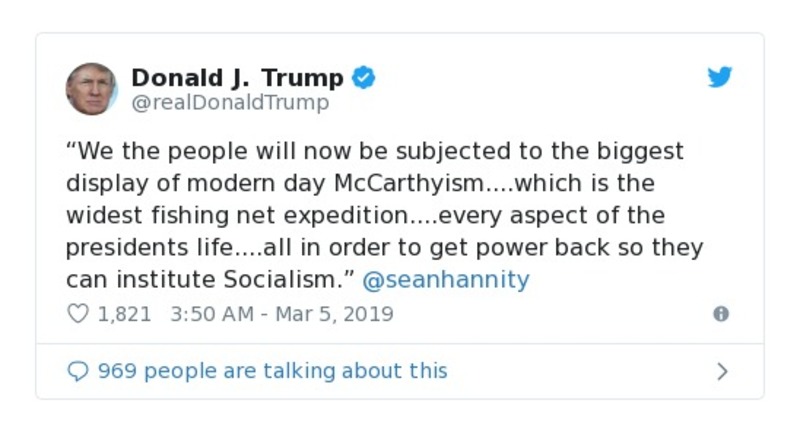 Donald J. Trump
@realDonaldTrump
“We the people will now be subjected to the biggest
display of modern day McCarthyism....which is the
widest fishing net expedition....every aspect of the
presidents life....all in order to get power back so they
can institute Socialism.” @seanhannity
1,821 3:50 AM - Mar 5, 2019
969 people are talking about this